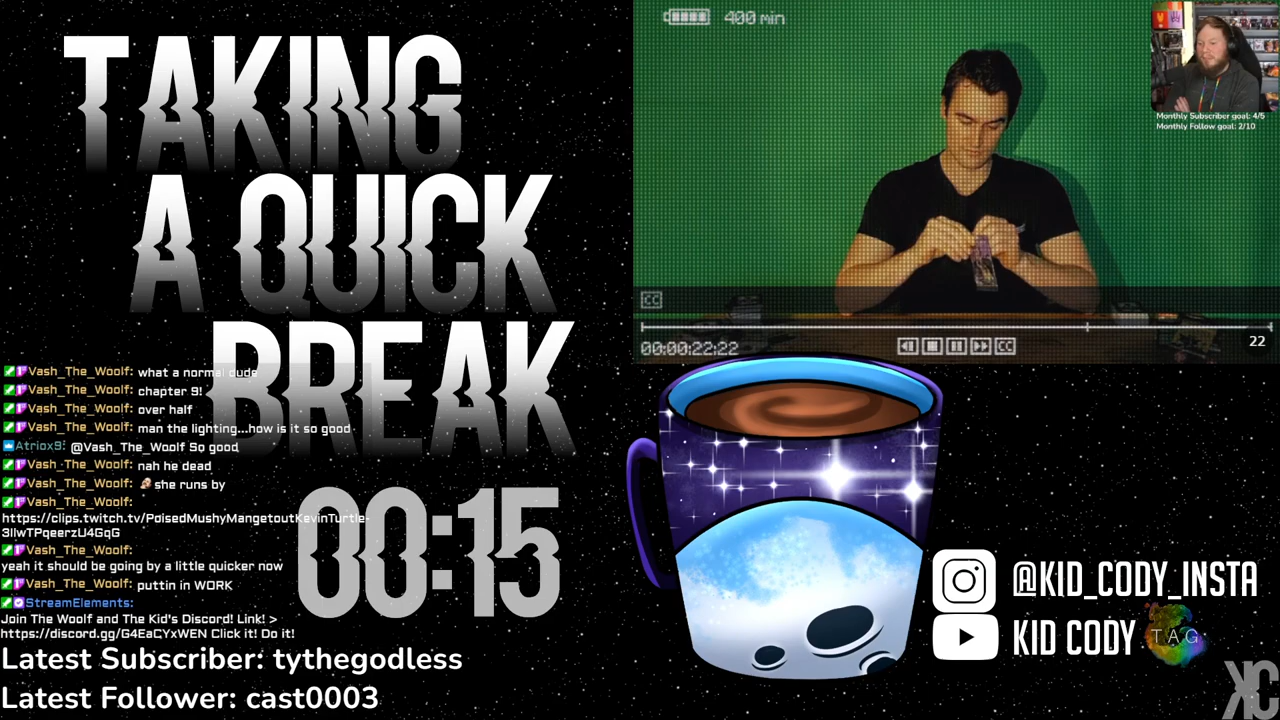 TAKING
A QUICK
BREAK
00:15
Vash_The_Woolf: what a normal dude
Vash_The_Woolf: chapter 9!
Vash_The_Woolf: over half
Vash_The_Woolf: man the lighting...how is it so good
Atriox9: @Vash_The_Woolf So good
Vash_The_Woolf: nah he dead
Vash_The_Woolf: she runs by
Vash_The_Woolf:
https://clips.twitch.tv/PoisedMushyMangetoutKevinTurtle-
3IlwTPqeerzU4GqG
Vash_The_Woolf:
yeah it should be going by a little quicker now
Vash_The_Woolf: puttin in WORK
StreamElements:
Join The Woolf and The Kid's Discord! Link! >
https://discord.gg/G4EaCYxWEN Click it! Do it!
Latest Subscriber: tythegodless
Latest Follower: cast0003
400 min
Monthly Subscriber goal: 4/5
Monthly Follow goal: 2/10
CC
00:00:22:22
CC
22
@KID_CODY_INSTA
KID CODY
TAG
KC